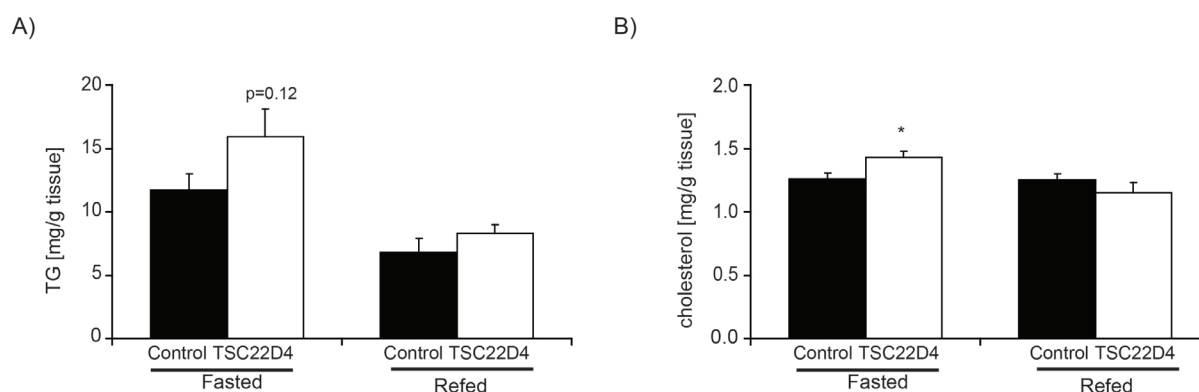 A)
TG [mg/g tissue]
20
15
10
5
0
p=0.12
Control TSC22D4
Control TSC22D4
Fasted
Refed
B)
cholesterol [mg/g tissue]
2.0
1.5
1.0
0.5
0.0
*
Control TSC22D4
Control TSC22D4
Fasted
Refed